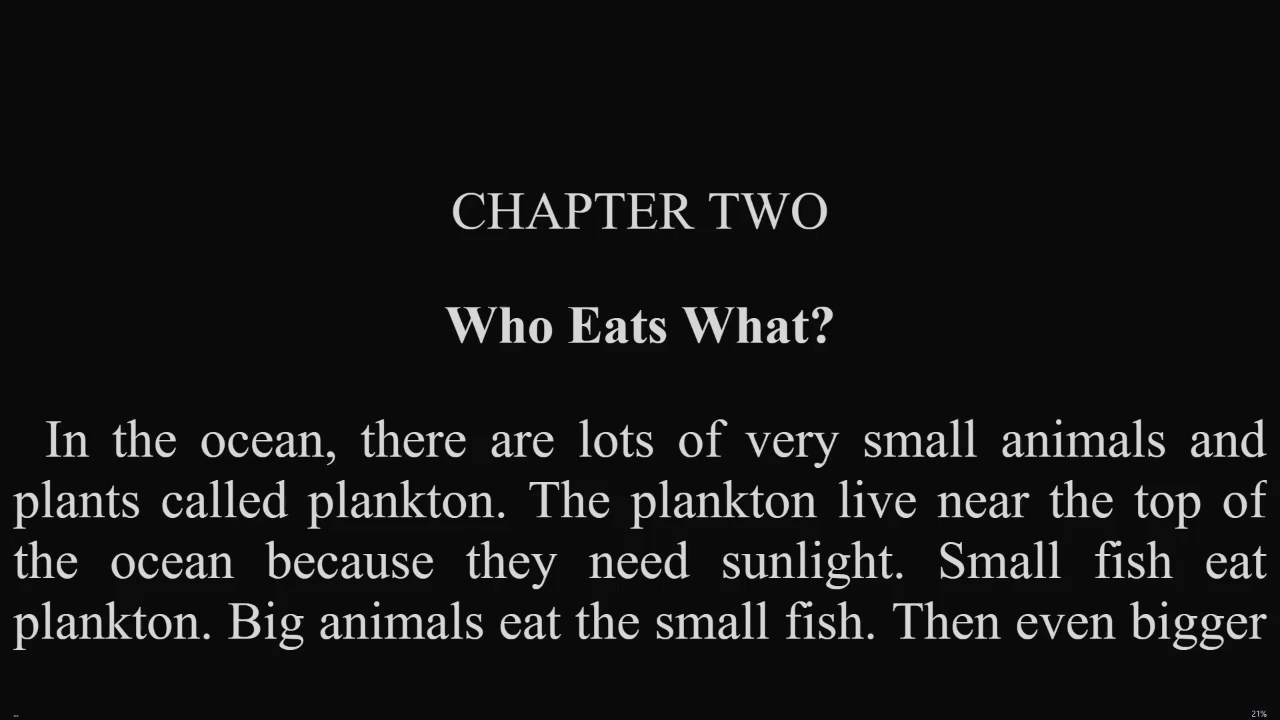 CHAPTER TWO
Who Eats What?
In the ocean, there are lots of very small animals and
plants called plankton. The plankton live near the top of
the ocean because they need sunlight. Small fish eat
plankton. Big animals eat the small fish. Then even bigger
21%